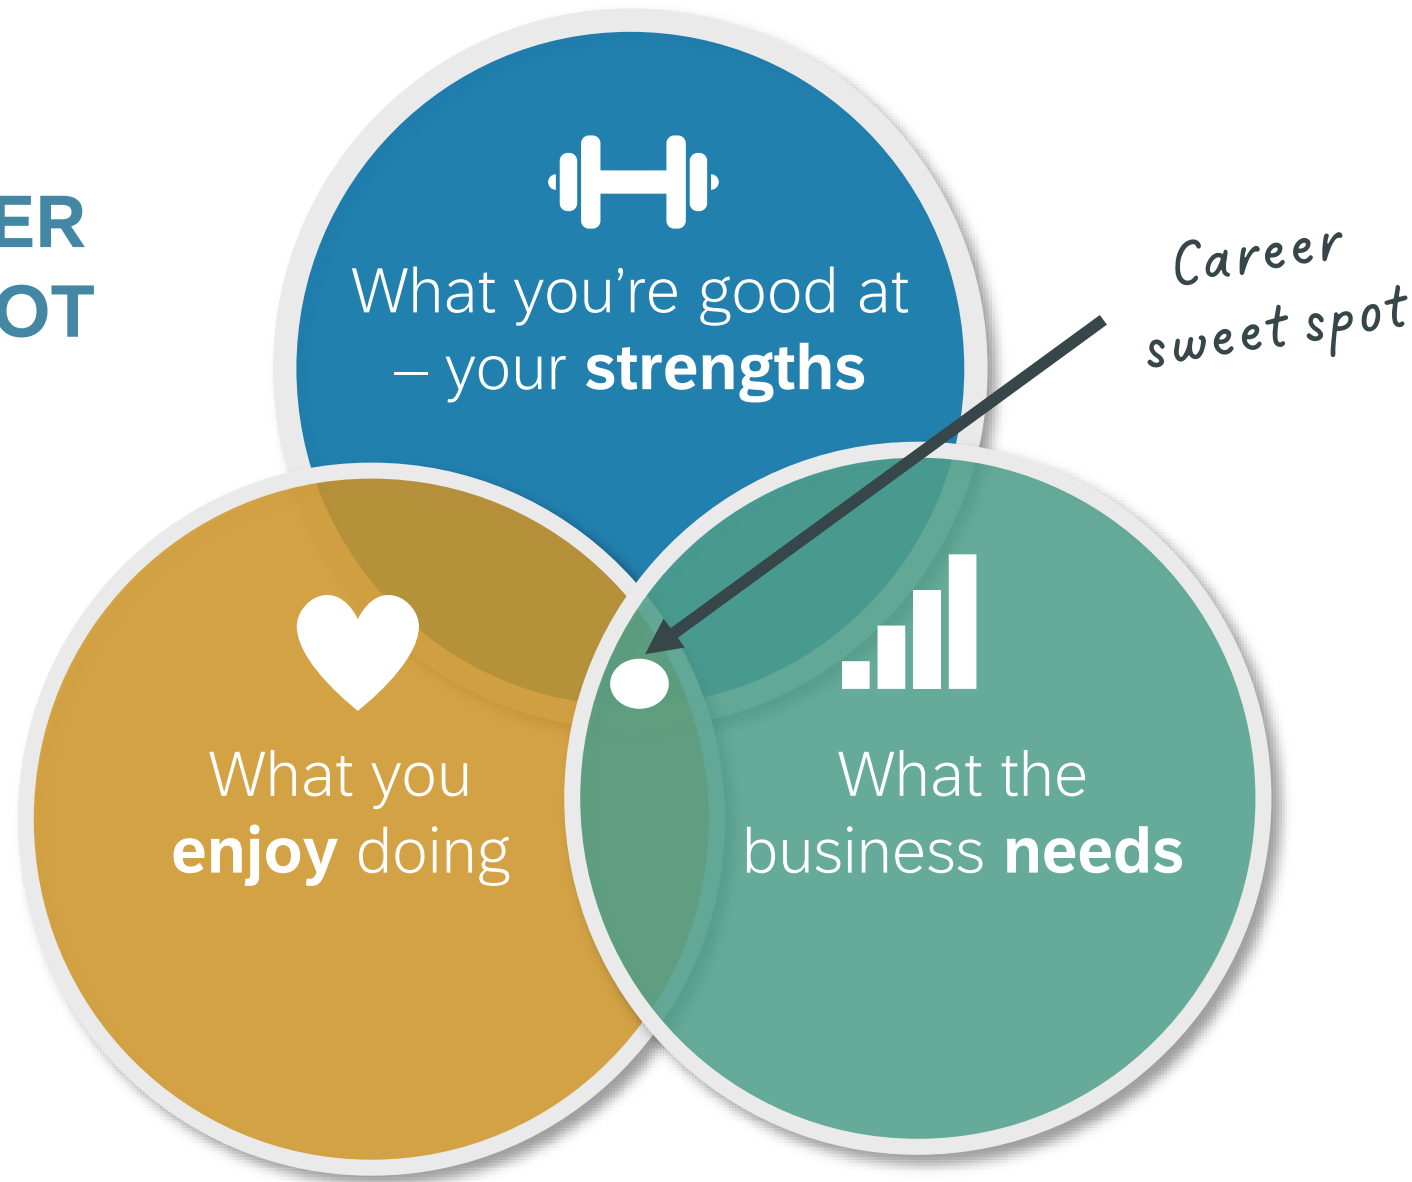 ER
OT
What you're good at
– your strengths
Career
sweet spot
What you
enjoy doing
What the
business needs